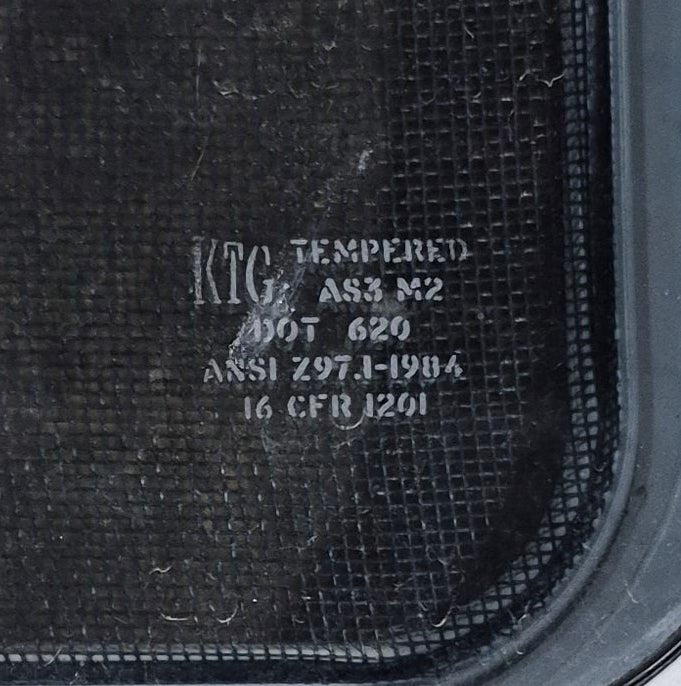 KTG TEMPERED
AS3 M2
DOT 620
ANSI Z97.1-1984
16 CFR 1201